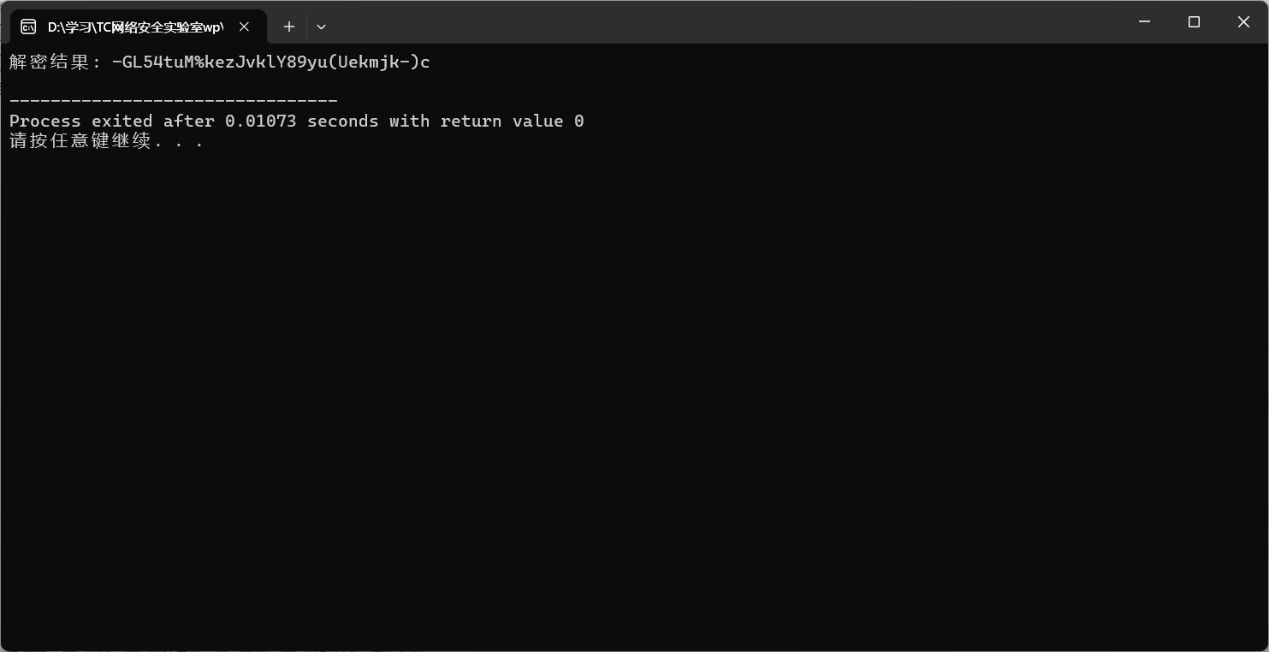 D:\学习\TC网络安全实验室wp\
解密结果: -GL54tuM%kezJvklY89yu(Uekmjk-)c
--------------------------------
Process exited after 0.01073 seconds with return value 0
请按任意键继续. . .